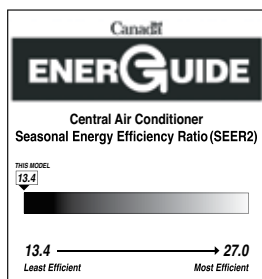 Canada
ENERGUIDE
Central Air Conditioner
Seasonal Energy Efficiency Ratio (SEER2)
THIS MODEL
13.4
13.4 27.0
Least Efficient Most Efficient